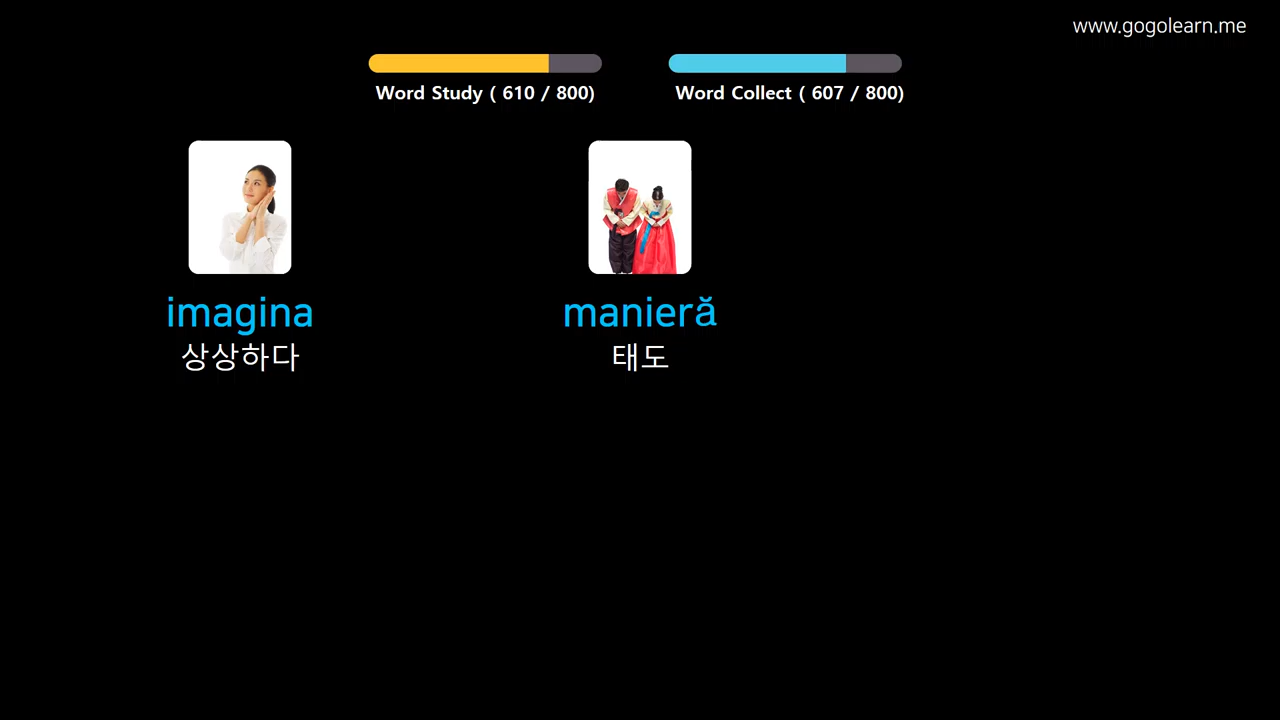 www.gogolearn.me
Word Study ( 610 / 800)
Word Collect ( 607 / 800)
imagina
상상하다
manieră
태도